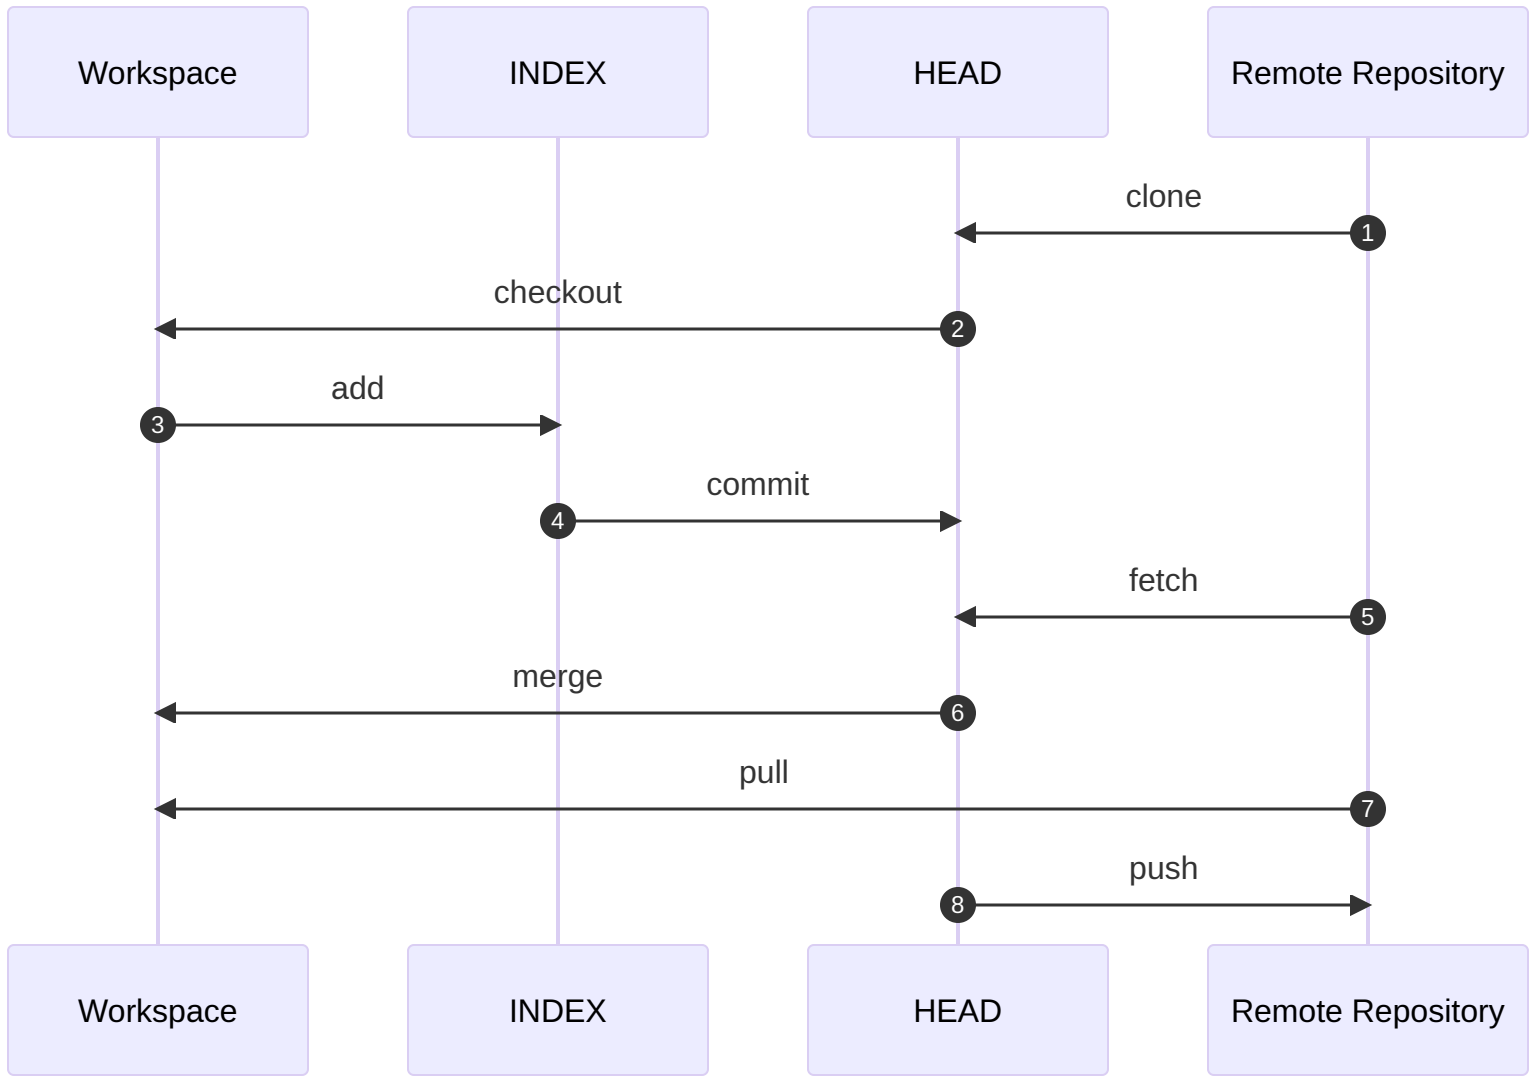 Workspace
INDEX
HEAD
Remote Repository
clone
1
checkout
2
add
3
commit
4
fetch
5
merge
6
pull
7
push
8
Workspace
INDEX
HEAD
Remote Repository